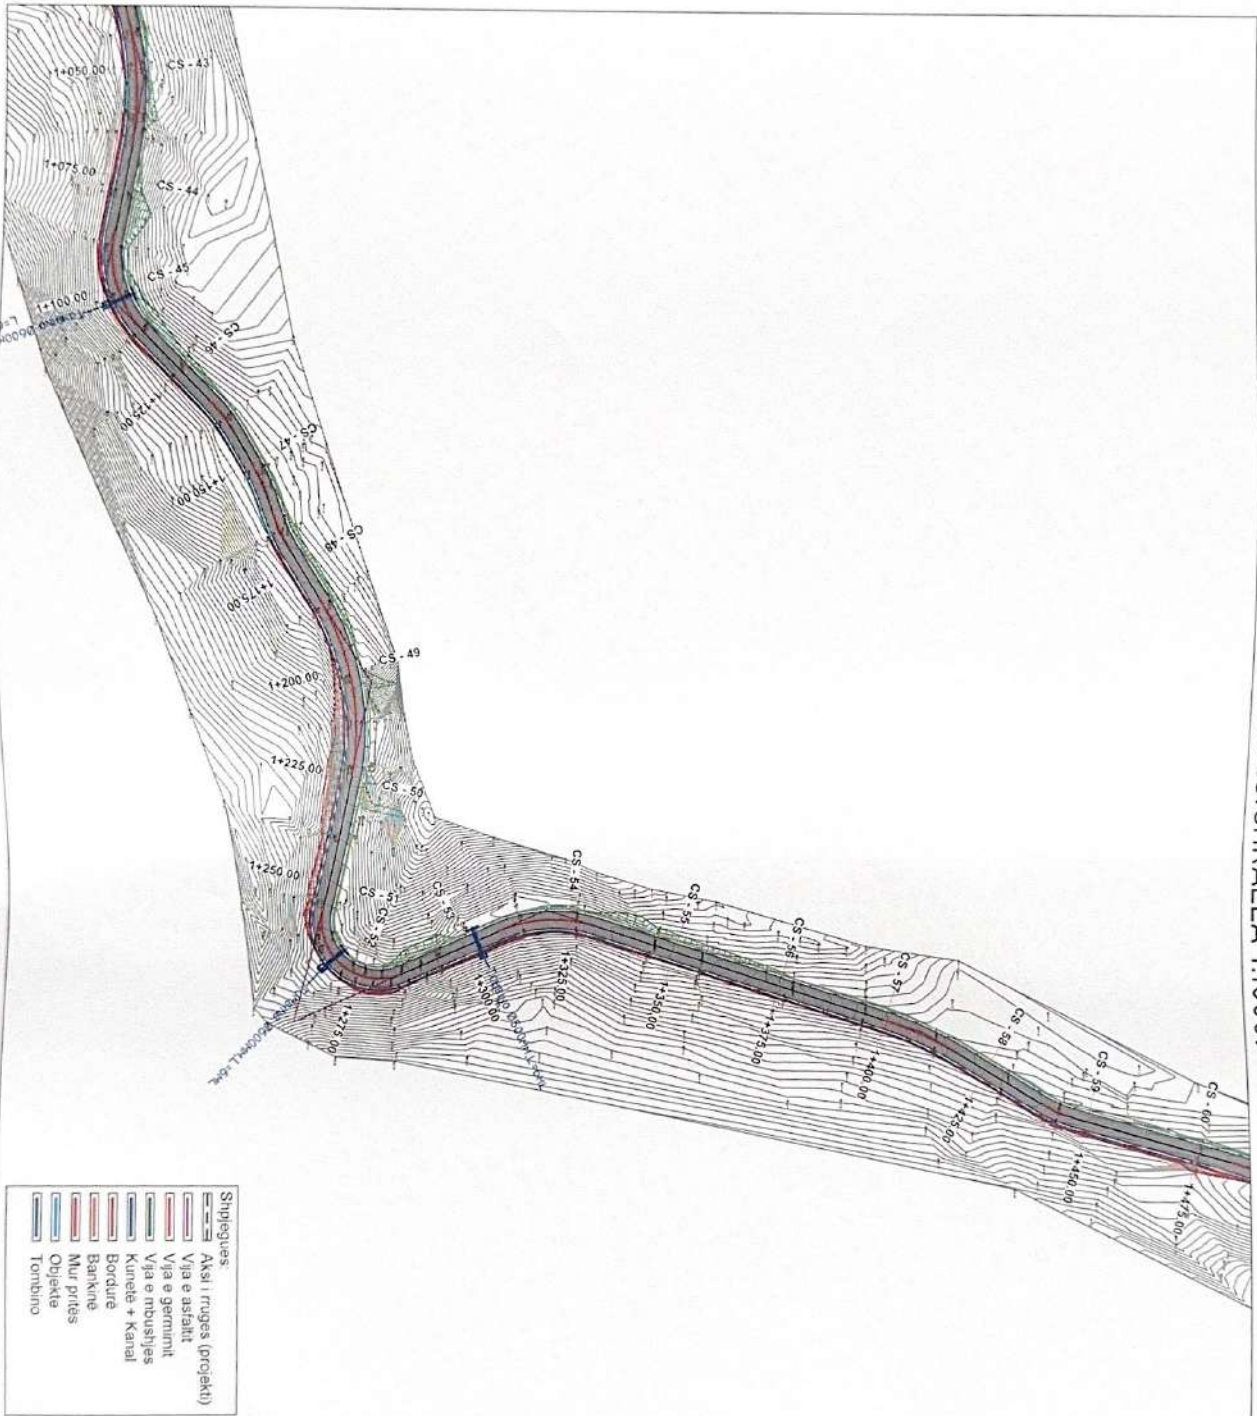 1+050.00
CS - 43
1+075.00
CS - 44
CS - 45
1+100.00
CS - 46
1+125.00
CS - 47
1+150.00
CS - 48
1+175.00
CS - 49
1+200.00
1+225.00
CS - 50
1+250.00
CS - 51
CS - 52
CS - 53
1+275.00
1+300.00
CS - 54
1+325.00
CS - 55
1+350.00
CS - 56
1+375.00
CS - 57
1+400.00
CS - 58
1+425.00
CS - 59
1+450.00
CS - 60
1+475.00
Shpjegues:
Aksi i rruges (projekti)
Vija e asfaltit
Vija e germimit
Vija e mbushjes
Kunetë + Kanal
Bordurë
Bankinë
Mur pritës
Objekte
Tombino